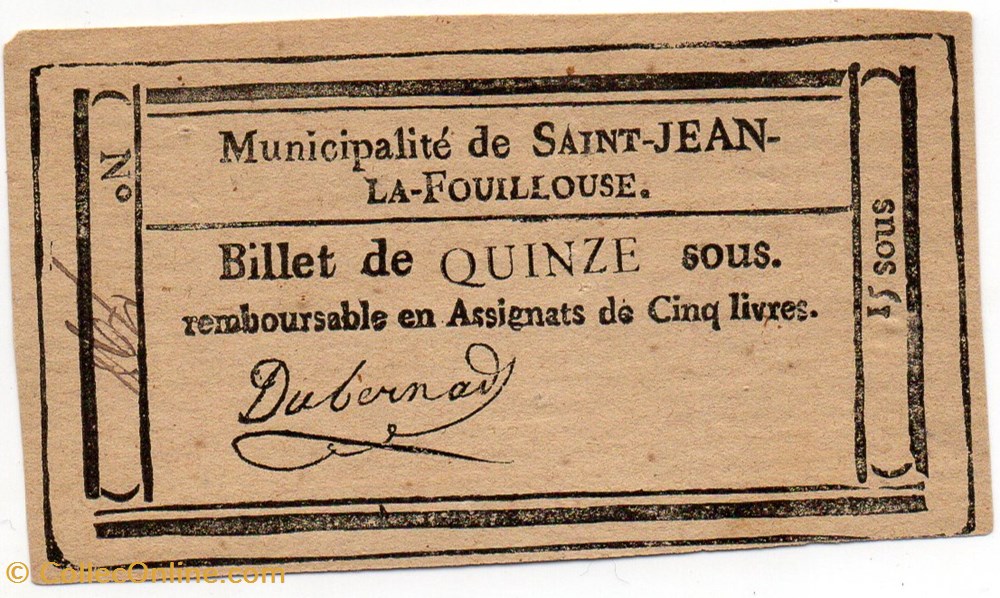 Municipalité de SAINT-JEAN-
LA-FOUILLOUSE.
Billet de QUINZE sous.
remboursable en Assignats de Cinq livres.
Dubernad
No
15 sous
© CollecOnline.com